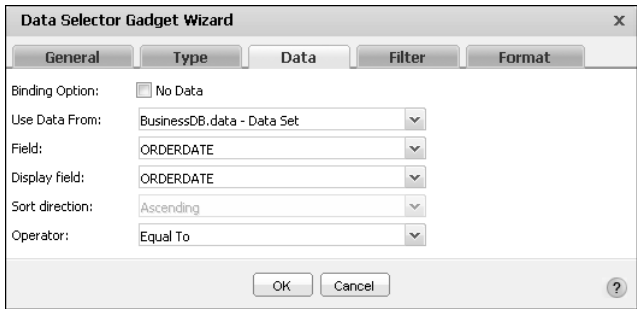 Data Selector Gadget Wizard x
General Type Data Filter Format
Binding Option: No Data
Use Data From: BusinessDB.data - Data Set
Field: ORDERDATE
Display field: ORDERDATE
Sort direction: Ascending
Operator: Equal To
OK Cancel ?